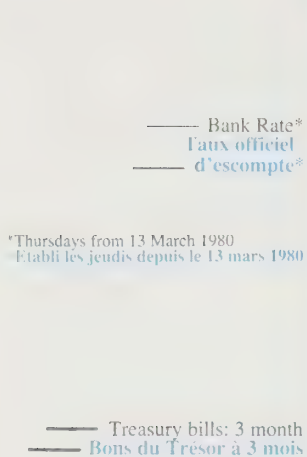 Bank Rate*
Taux officiel
d'escompte*
*Thursdays from 13 March 1980
Établi les jeudis depuis le 13 mars 1980
Treasury bills: 3 month
Bons du Trésor à 3 mois